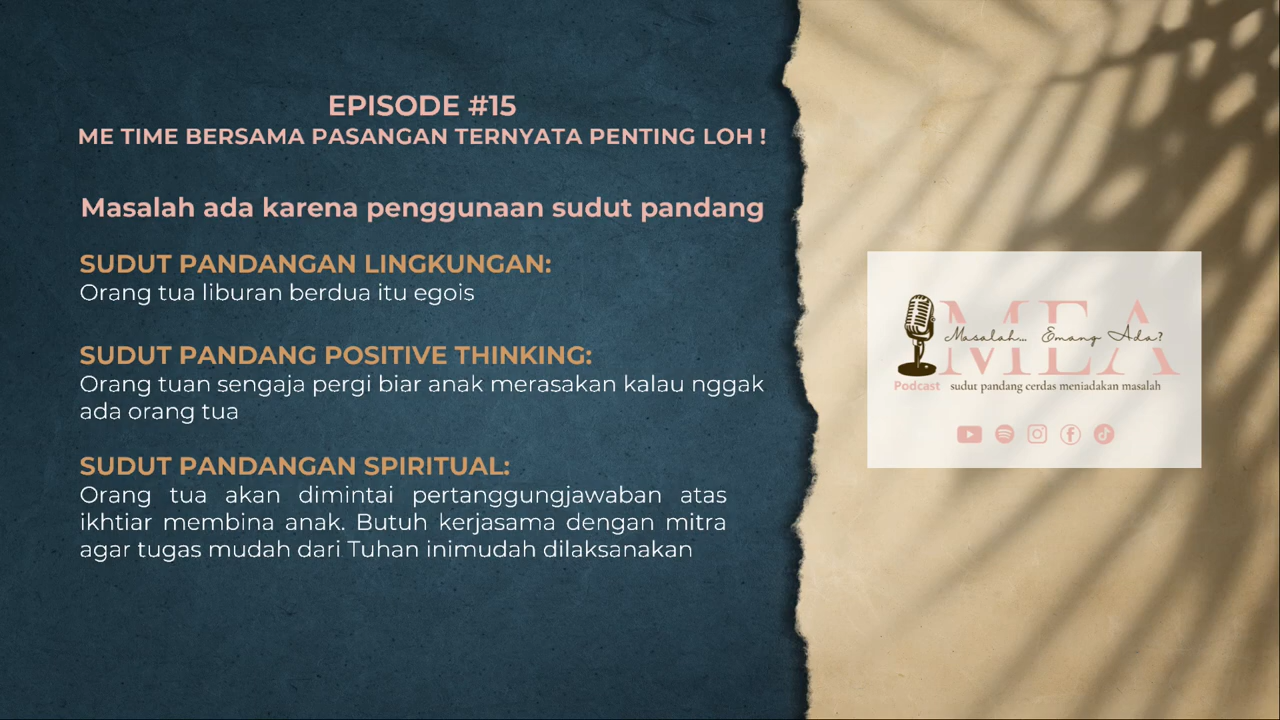 EPISODE #15
ME TIME BERSAMA PASANGAN TERNYATA PENTING LOH !
Masalah ada karena penggunaan sudut pandang
SUDUT PANDANGAN LINGKUNGAN:
Orang tua liburan berdua itu egois
SUDUT PANDANG POSITIVE THINKING:
Orang tuan sengaja pergi biar anak merasakan kalau nggak
ada orang tua
SUDUT PANDANGAN SPIRITUAL:
Orang tua akan dimintai pertanggungjawaban atas
ikhtiar membina anak. Butuh kerjasama dengan mitra
agar tugas mudah dari Tuhan inimudah dilaksanakan
MEA
Masalah... Emang Ada?
Podcast sudut pandang cerdas meniadakan masalah